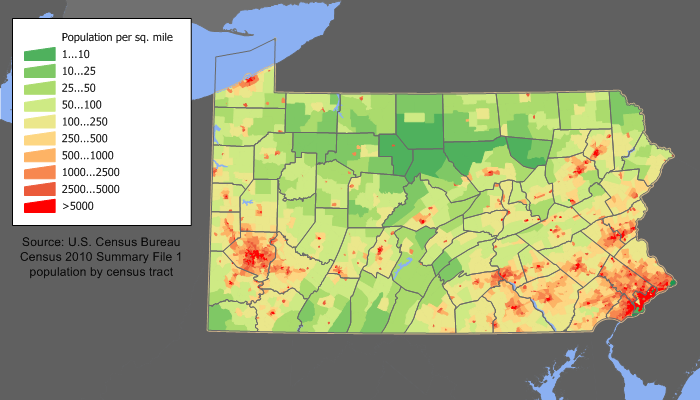 Population per sq. mile
1...10
10...25
25...50
50...100
100...250
250...500
500...1000
1000...2500
2500...5000
>5000
Source: U.S. Census Bureau
Census 2010 Summary File 1
population by census tract